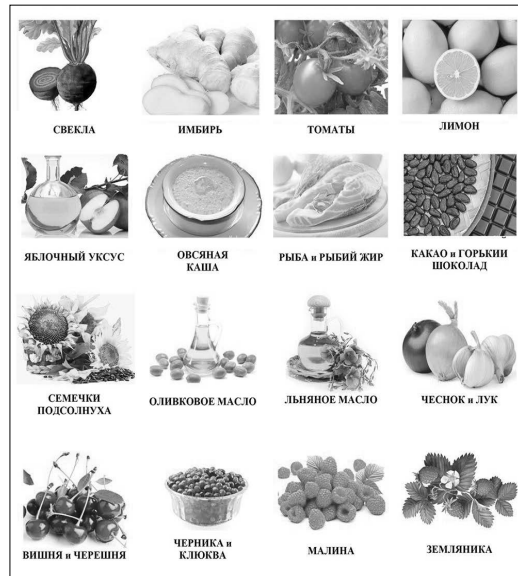 СВЕКЛА
ИМБИРЬ
ТОМАТЫ
ЛИМОН
ЯБЛОЧНЫЙ УКСУС
ОВСЯНАЯ
КАША
РЫБА и РЫБИЙ ЖИР
КАКАО и ГОРЬКИИ
ШОКОЛАД
СЕМЕЧКИ
ПОДСОЛНУХА
ОЛИВКОВОЕ МАСЛО
ЛЬНЯНОЕ МАСЛО
ЧЕСНОК и ЛУК
ВИШНЯ и ЧЕРЕШНЯ
ЧЕРНИКА и
КЛЮКВА
МАЛИНА
ЗЕМЛЯНИКА